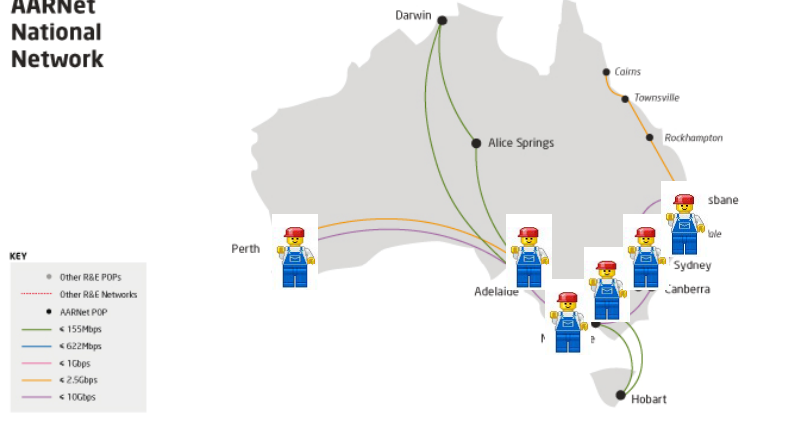 AARNet
National
Network
Darwin
Cairns
Townsville
Rockhampton
Alice Springs
sbane
Perth
Sydney
Adelaide
Canberra
Hobart
KEY
Other R&E POPs
Other R&E Networks
AARNet POP
< 155Mbps
< 622Mbps
< 1Gbps
< 2.5Gbps
< 10Gbps